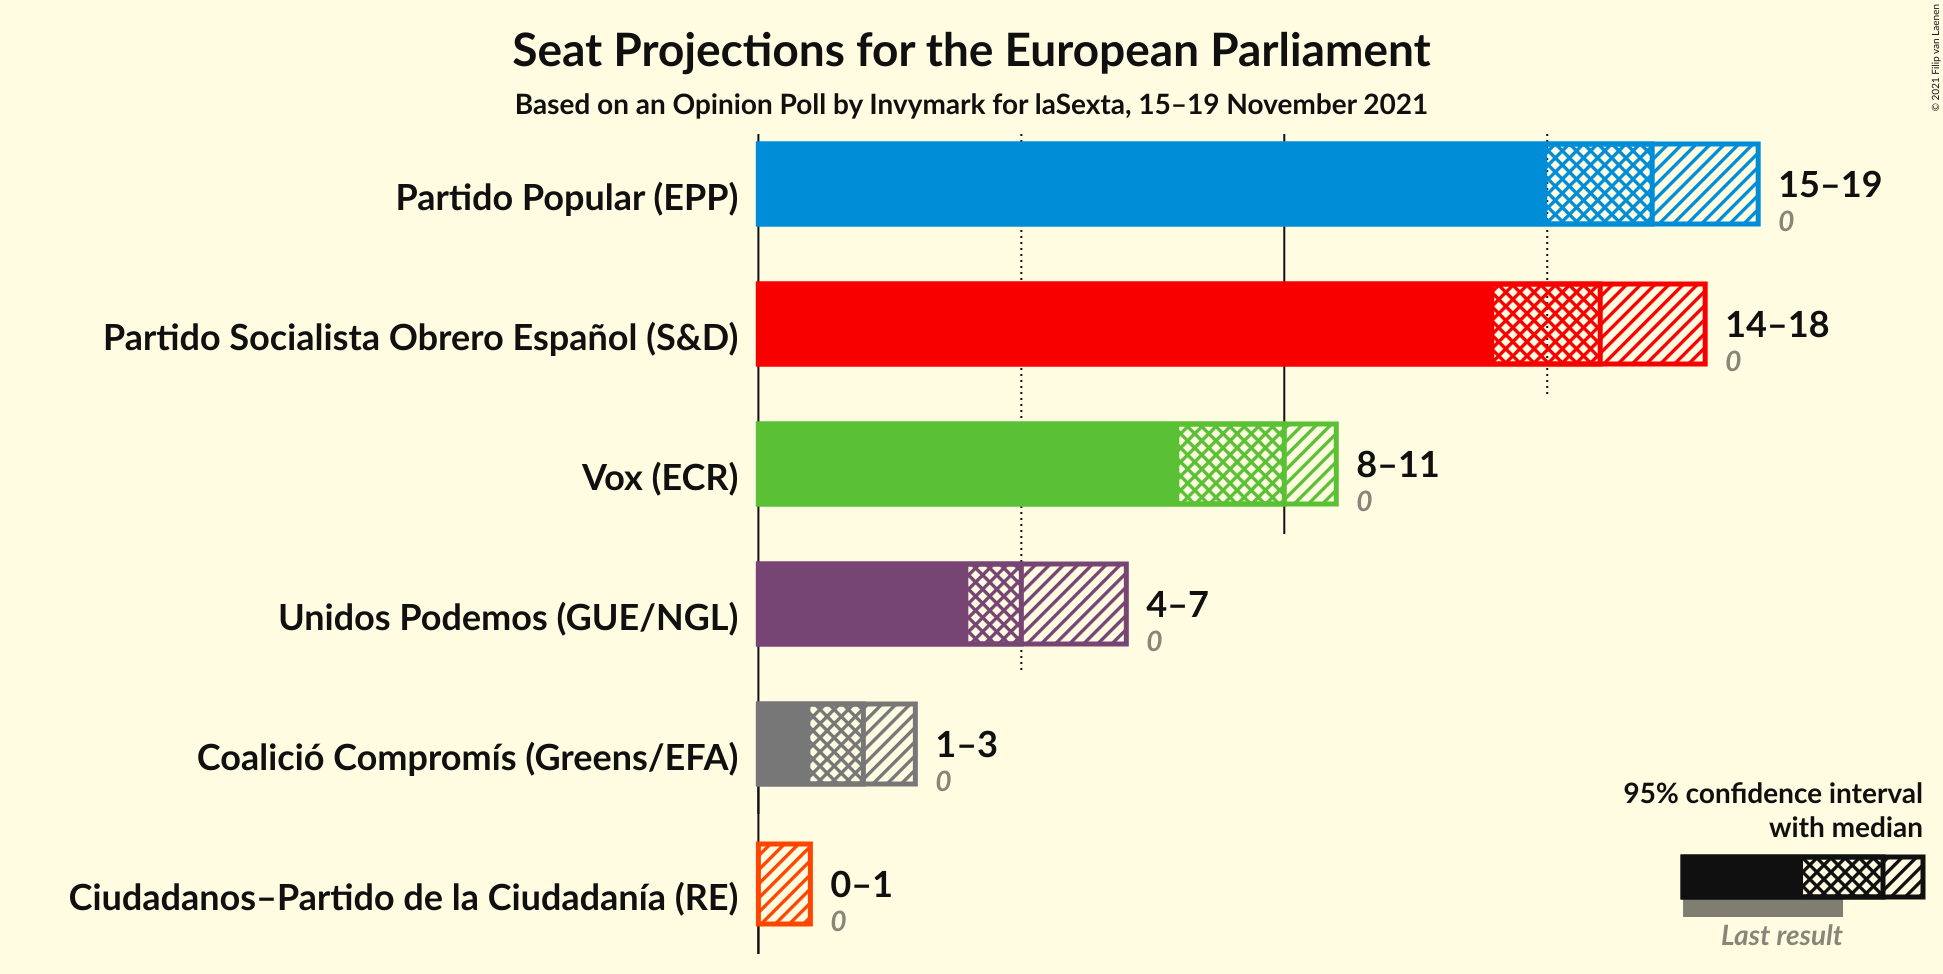 Seat Projections for the European Parliament
Based on an Opinion Poll by Invymark for laSexta, 15–19 November 2021
© 2021 Filip van Laenen
Partido Popular (EPP)
15–19
0
Partido Socialista Obrero Español (S&D)
14–18
0
Vox (ECR)
8–11
0
Unidos Podemos (GUE/NGL)
4–7
0
Coalició Compromís (Greens/EFA)
1–3
0
Ciudadanos–Partido de la Ciudadanía (RE)
0–1
0
95% confidence interval
with median
Last result